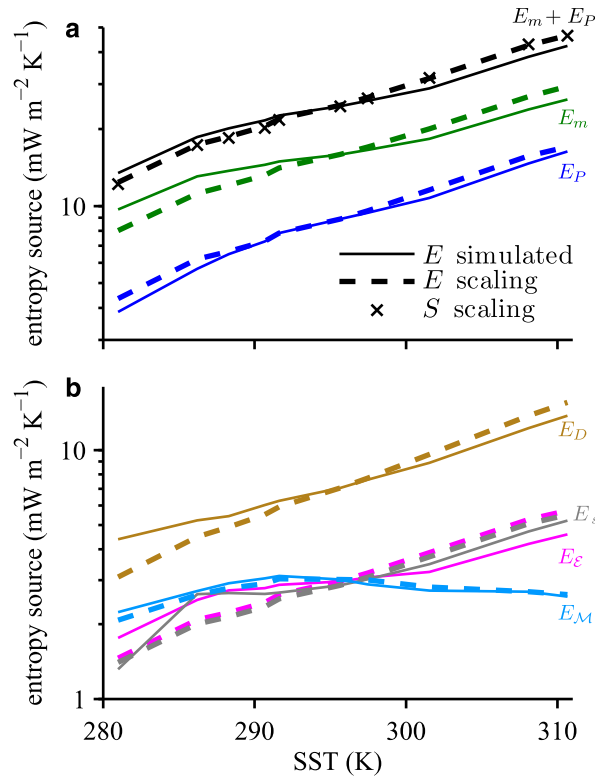 a
E_m + E_P
E_m
E_P
10
entropy source (mW m−2 K−1)
E simulated
E scaling
S scaling
b
E_D
E_s
E_ℰ
E_ℳ
10
1
entropy source (mW m−2 K−1)
280 290 300 310
SST (K)